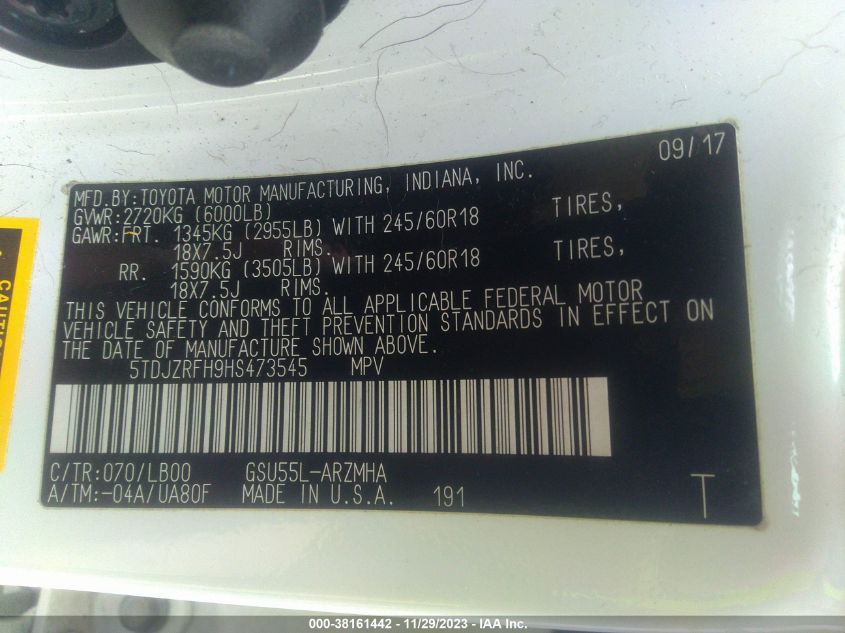 09/17
MFD.BY:TOYOTA MOTOR MANUFACTURING, INDIANA, INC.
GVWR:2720KG (6000LB)
GAWR:FRT. 1345KG (2955LB) WITH 245/60R18 TIRES,
18X7.5J RIMS.
RR. 1590KG (3505LB) WITH 245/60R18 TIRES,
18X7.5J RIMS.
THIS VEHICLE CONFORMS TO ALL APPLICABLE FEDERAL MOTOR
VEHICLE SAFETY AND THEFT PREVENTION STANDARDS IN EFFECT ON
THE DATE OF MANUFACTURE SHOWN ABOVE.
5TDJZRFH9HS473545 MPV
C/TR:070/LB00 GSU55L-ARZMHA
A/TM:-04A/UA80F MADE IN U.S.A. 191 T
CAUTION
000-38161442 - 11/29/2023 - IAA Inc.